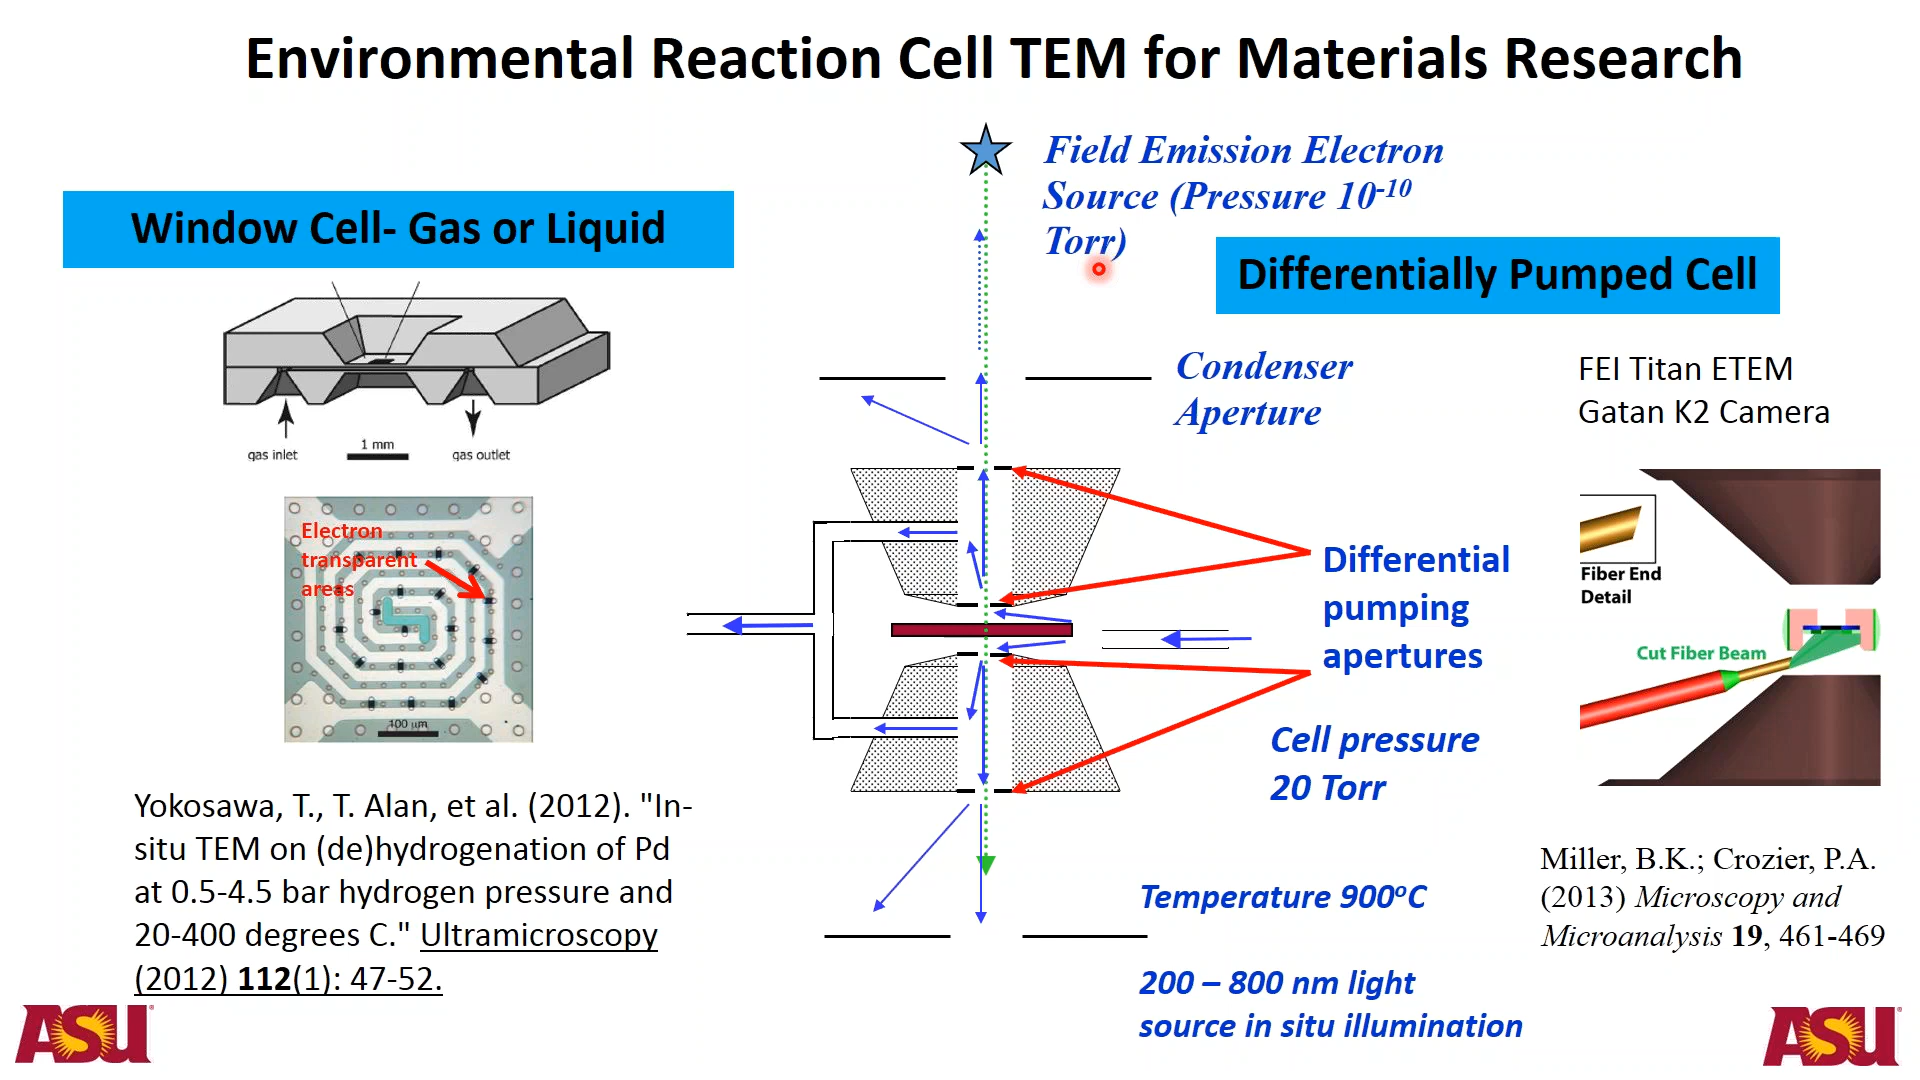 Environmental Reaction Cell TEM for Materials Research
Window Cell- Gas or Liquid
gas inlet
1 mm
gas outlet
Electron
transparent
areas
100 μm
Yokosawa, T., T. Alan, et al. (2012). "In-
situ TEM on (de)hydrogenation of Pd
at 0.5-4.5 bar hydrogen pressure and
20-400 degrees C." Ultramicroscopy
(2012) 112(1): 47-52.
Field Emission Electron
Source (Pressure 10⁻¹⁰
Torr)
Differentially Pumped Cell
Condenser
Aperture
Differential
pumping
apertures
Cell pressure
20 Torr
Temperature 900ºC
200 – 800 nm light
source in situ illumination
FEI Titan ETEM
Gatan K2 Camera
Fiber End
Detail
Cut Fiber Beam
Miller, B.K.; Crozier, P.A.
(2013) Microscopy and
Microanalysis 19, 461-469
ASU
ASU